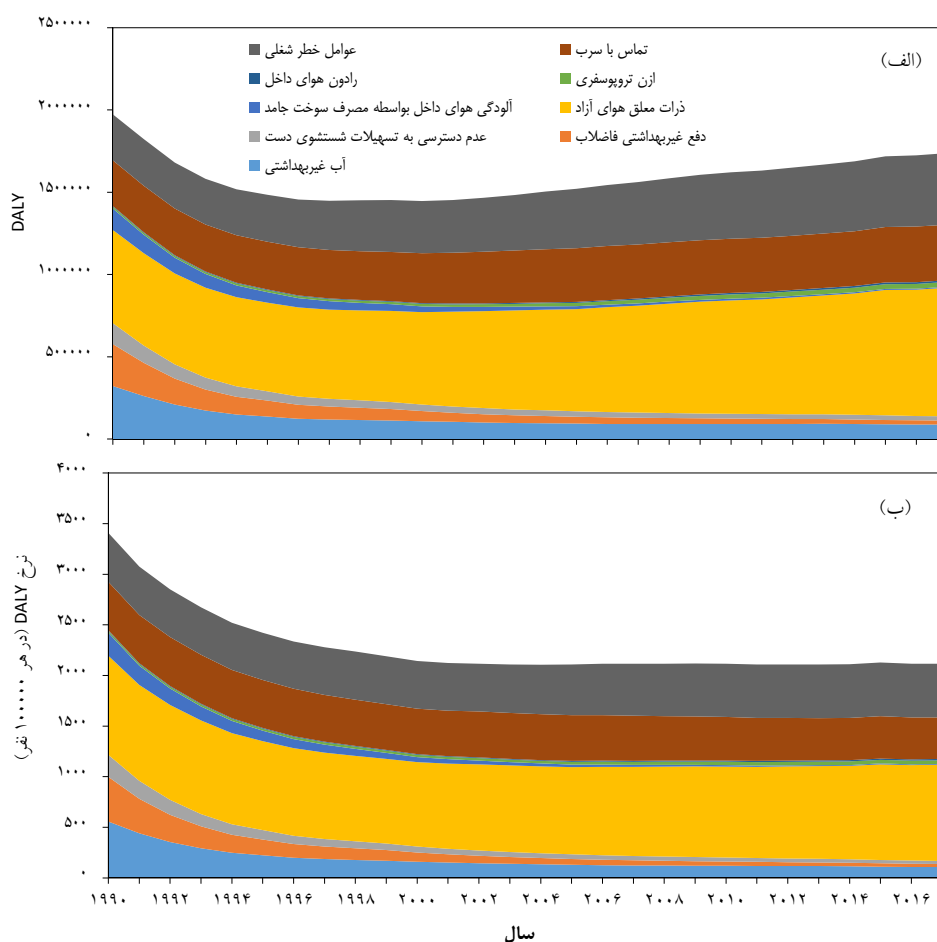 (الف)
۲۵۰۰۰۰۰
۲۰۰۰۰۰۰
۱۵۰۰۰۰۰
۱۰۰۰۰۰۰
۵۰۰۰۰۰
۰
DALY
تماس با سرب
عوامل خطر شغلی
ازن تروپوسفری
رادون هوای داخل
ذرات معلق هوای آزاد
آلودگی هوای داخل بواسطه مصرف سوخت جامد
دفع غیربهداشتی فاضلاب
عدم دسترسی به تسهیلات شستشوی دست
آب غیربهداشتی
(ب)
۴۰۰۰
۳۵۰۰
۳۰۰۰
۲۵۰۰
۲۰۰۰
۱۵۰۰
۱۰۰۰
۵۰۰
۰
نرخ DALY (در هر ۱۰۰۰۰۰ نفر)
۱۹۹۰ ۱۹۹۲ ۱۹۹۴ ۱۹۹۶ ۱۹۹۸ ۲۰۰۰ ۲۰۰۲ ۲۰۰۴ ۲۰۰۶ ۲۰۰۸ ۲۰۱۰ ۲۰۱۲ ۲۰۱۴ ۲۰۱۶
سال